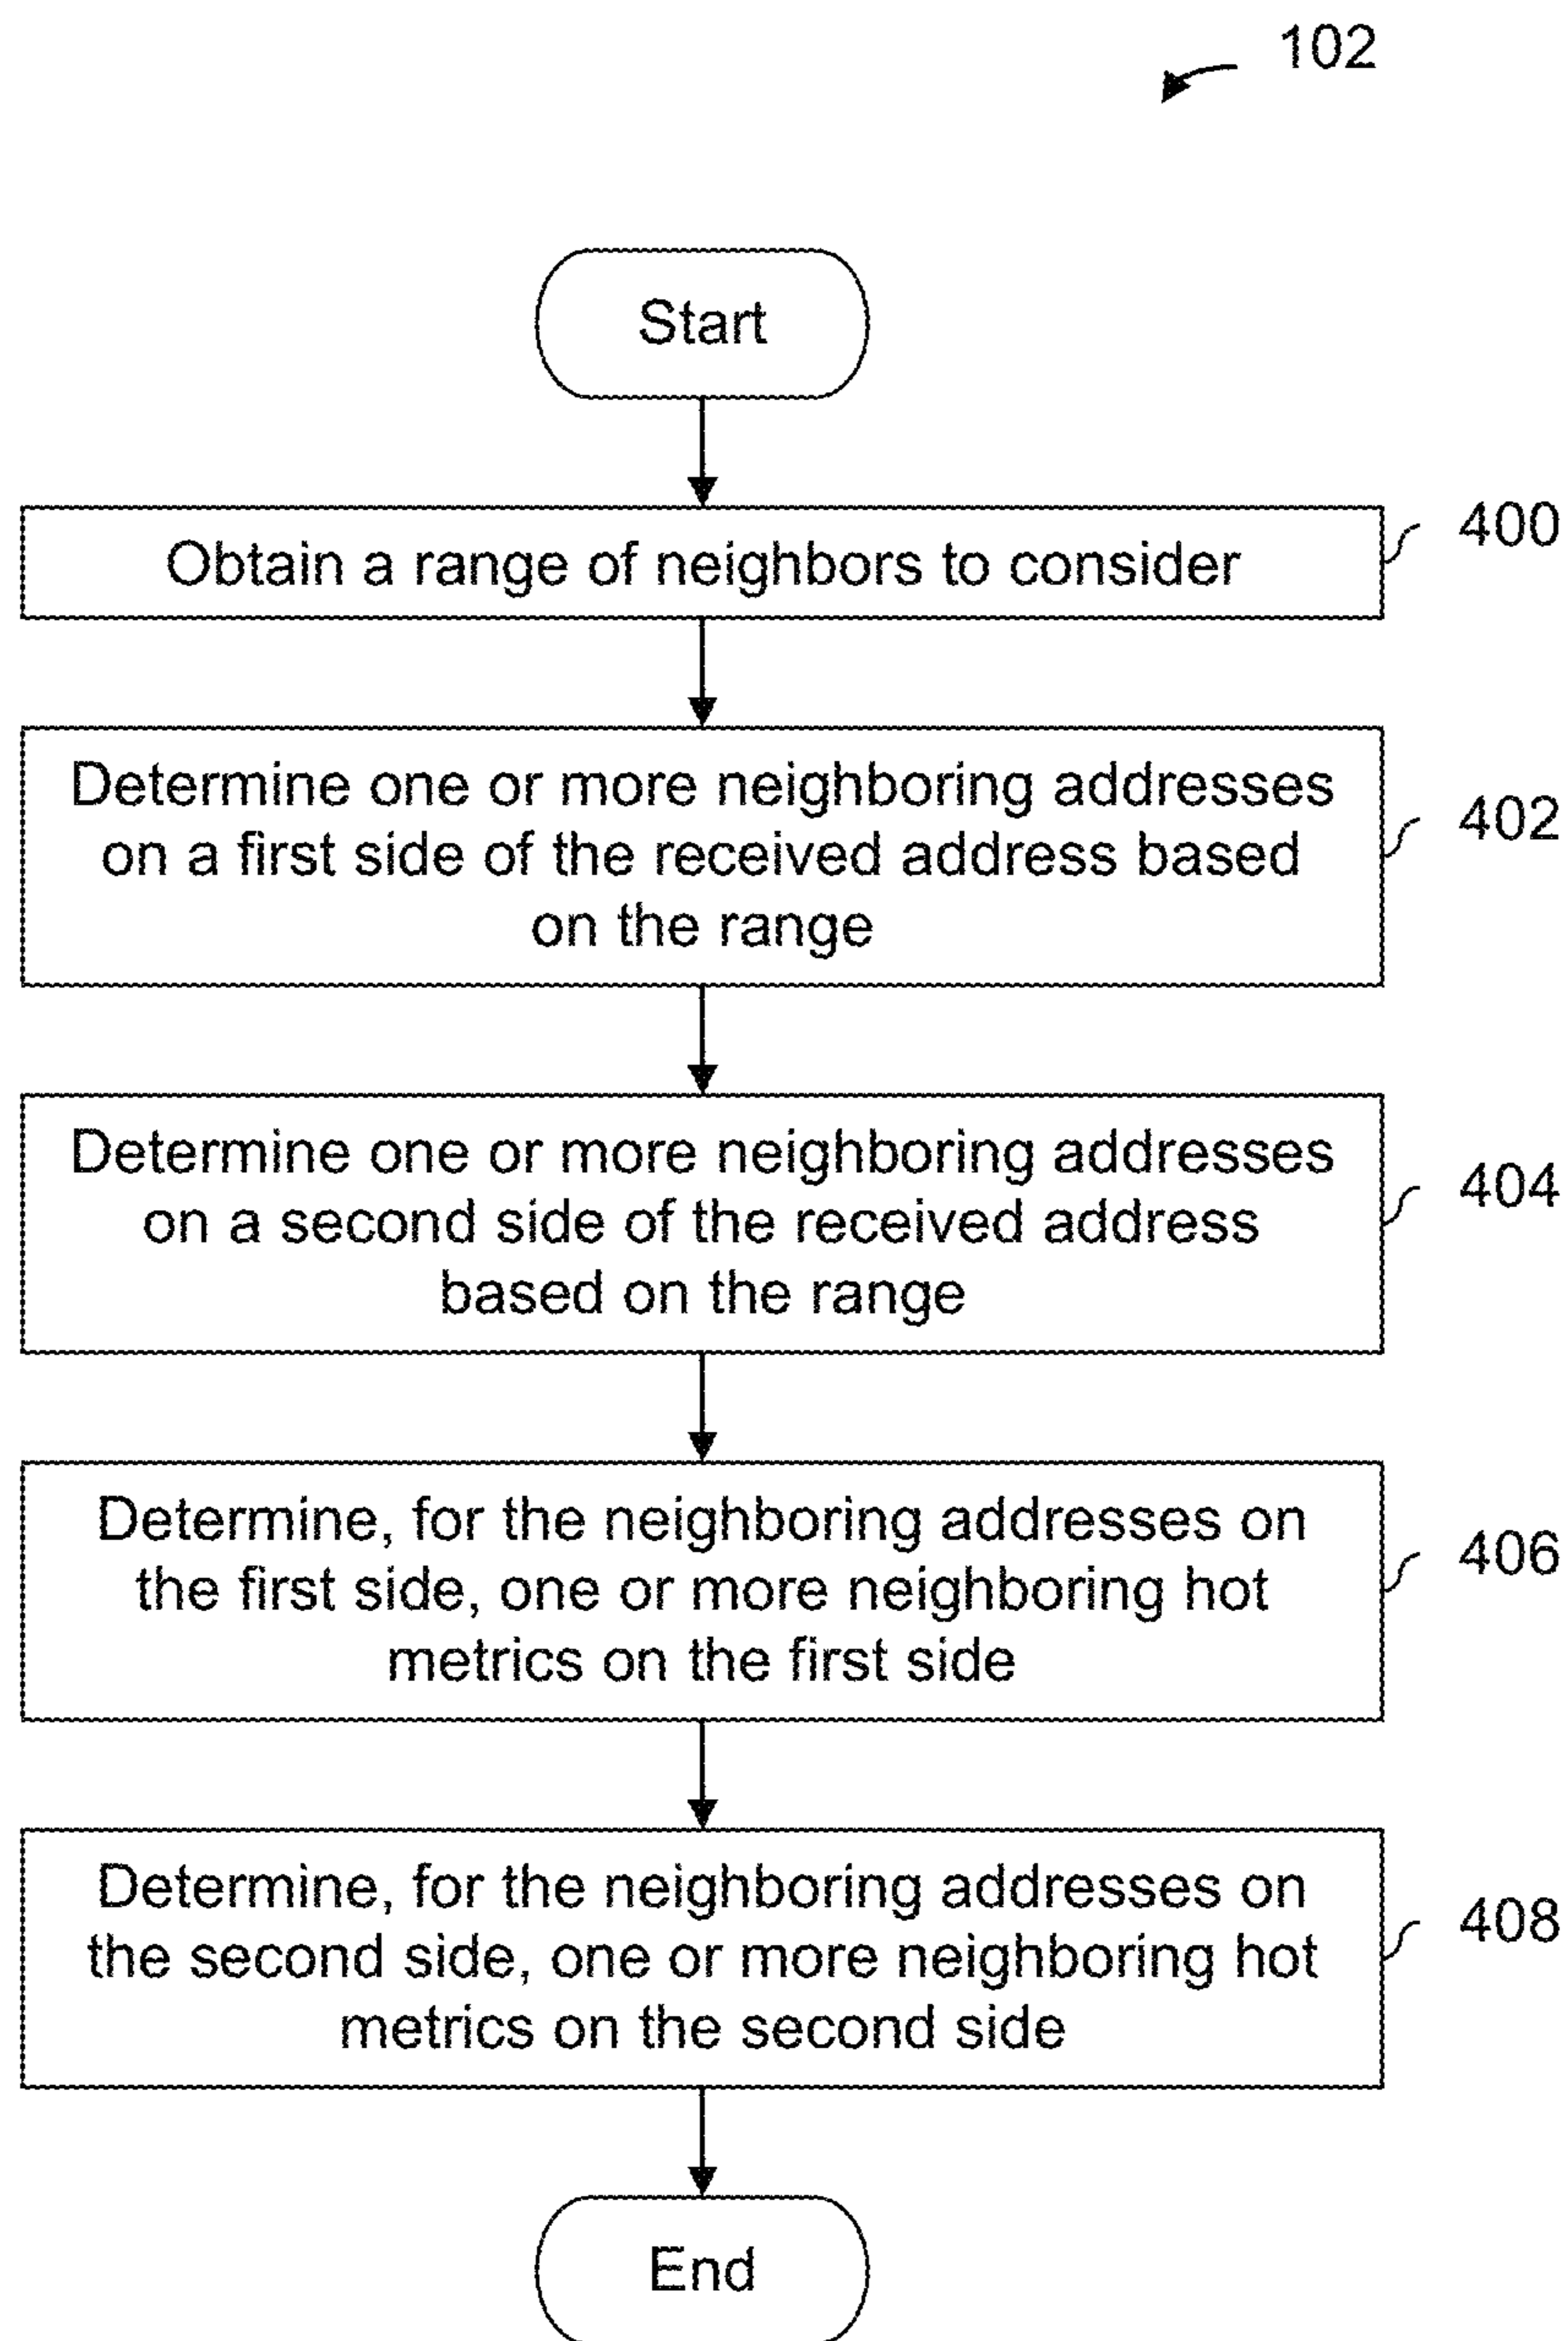 102
Start
Obtain a range of neighbors to consider
400
Determine one or more neighboring addresses
on a first side of the received address based
on the range
402
Determine one or more neighboring addresses
on a second side of the received address
based on the range
404
Determine, for the neighboring addresses on
the first side, one or more neighboring hot
metrics on the first side
406
Determine, for the neighboring addresses on
the second side, one or more neighboring hot
metrics on the second side
408
End